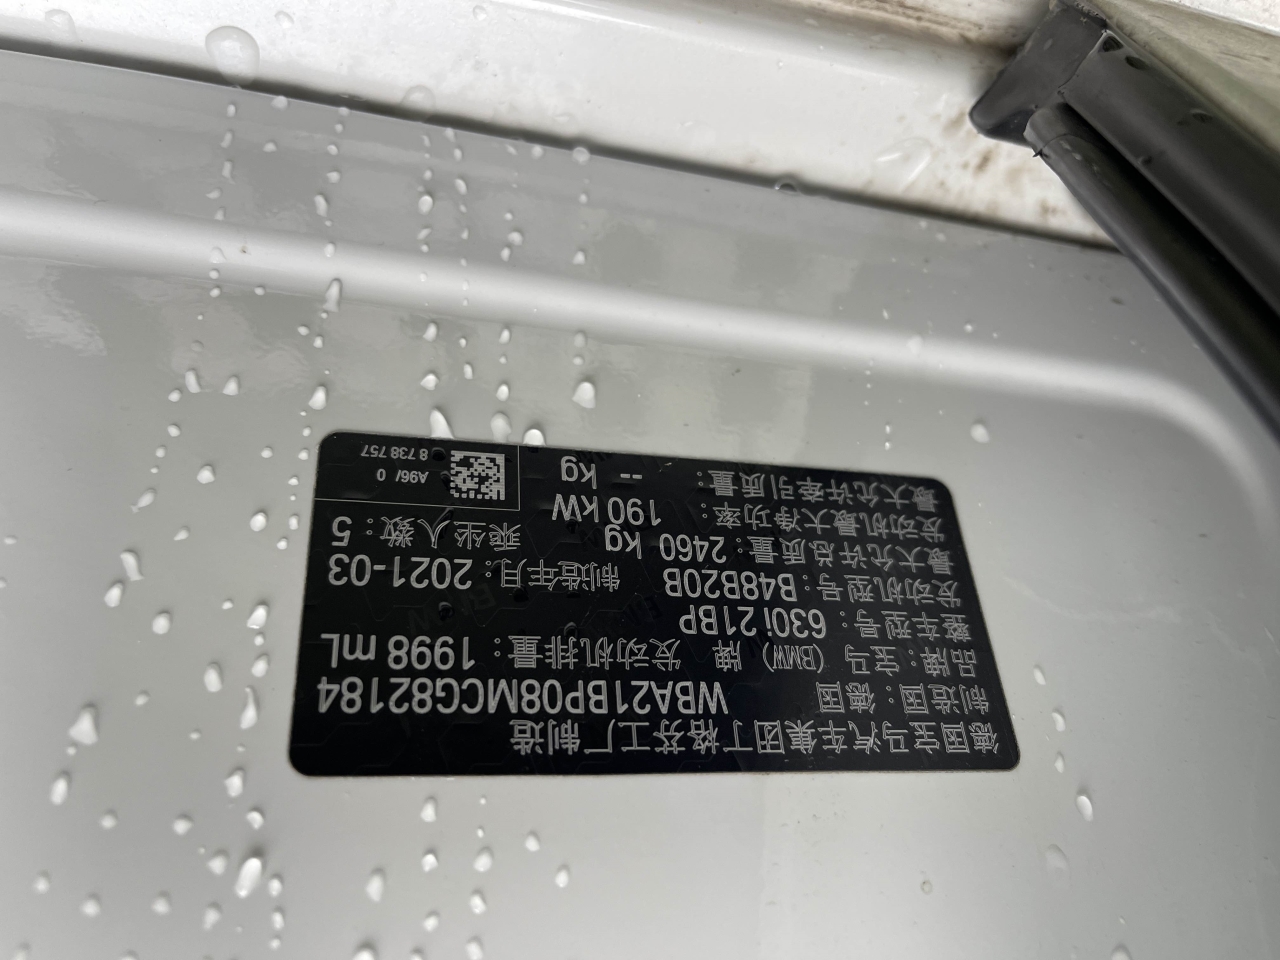 德国宝马汽车集团丁格芬工厂制造
制造国：德国 WBA21BP08MCG82184
品牌：宝马（BMW）牌 发动机排量：1998 mL
整车型号：630i 21BP
发动机型号：B48B20B 制造年月：2021-03
最大允许总质量：2460 kg 乘坐人数：5
发动机最大净功率：190 kW
最大允许牵引质量：-- kg
A96/ 0
8 738 757